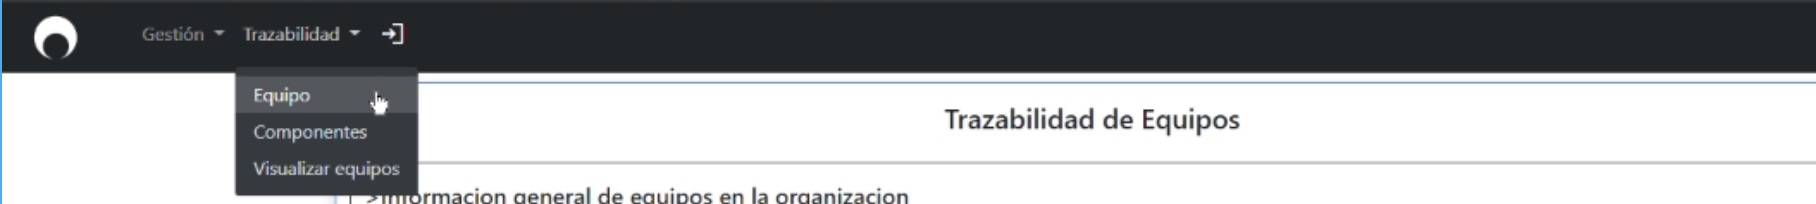 Gestión Trazabilidad
Equipo
Componentes
Visualizar equipos
Trazabilidad de Equipos
>Informacion general de equipos en la organizacion